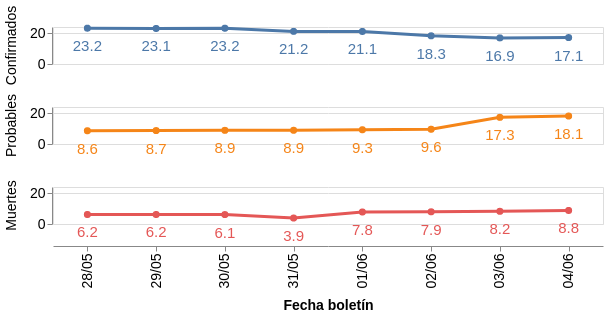 Confirmados
20
0
23.2 23.1 23.2 21.2 21.1 18.3 16.9 17.1
Probables
20
0
8.6 8.7 8.9 8.9 9.3 9.6 17.3 18.1
Muertes
20
0
6.2 6.2 6.1 3.9 7.8 7.9 8.2 8.8
28/05 29/05 30/05 31/05 01/06 02/06 03/06 04/06
Fecha boletín